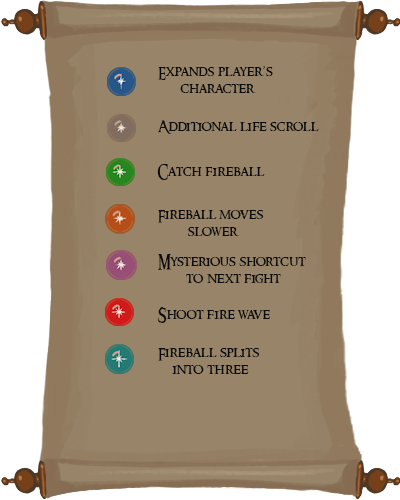 Expands player's
character
Additional life scroll
Catch fireball
Fireball moves
slower
Mysterious shortcut
to next fight
Shoot fire wave
Fireball splits
into three